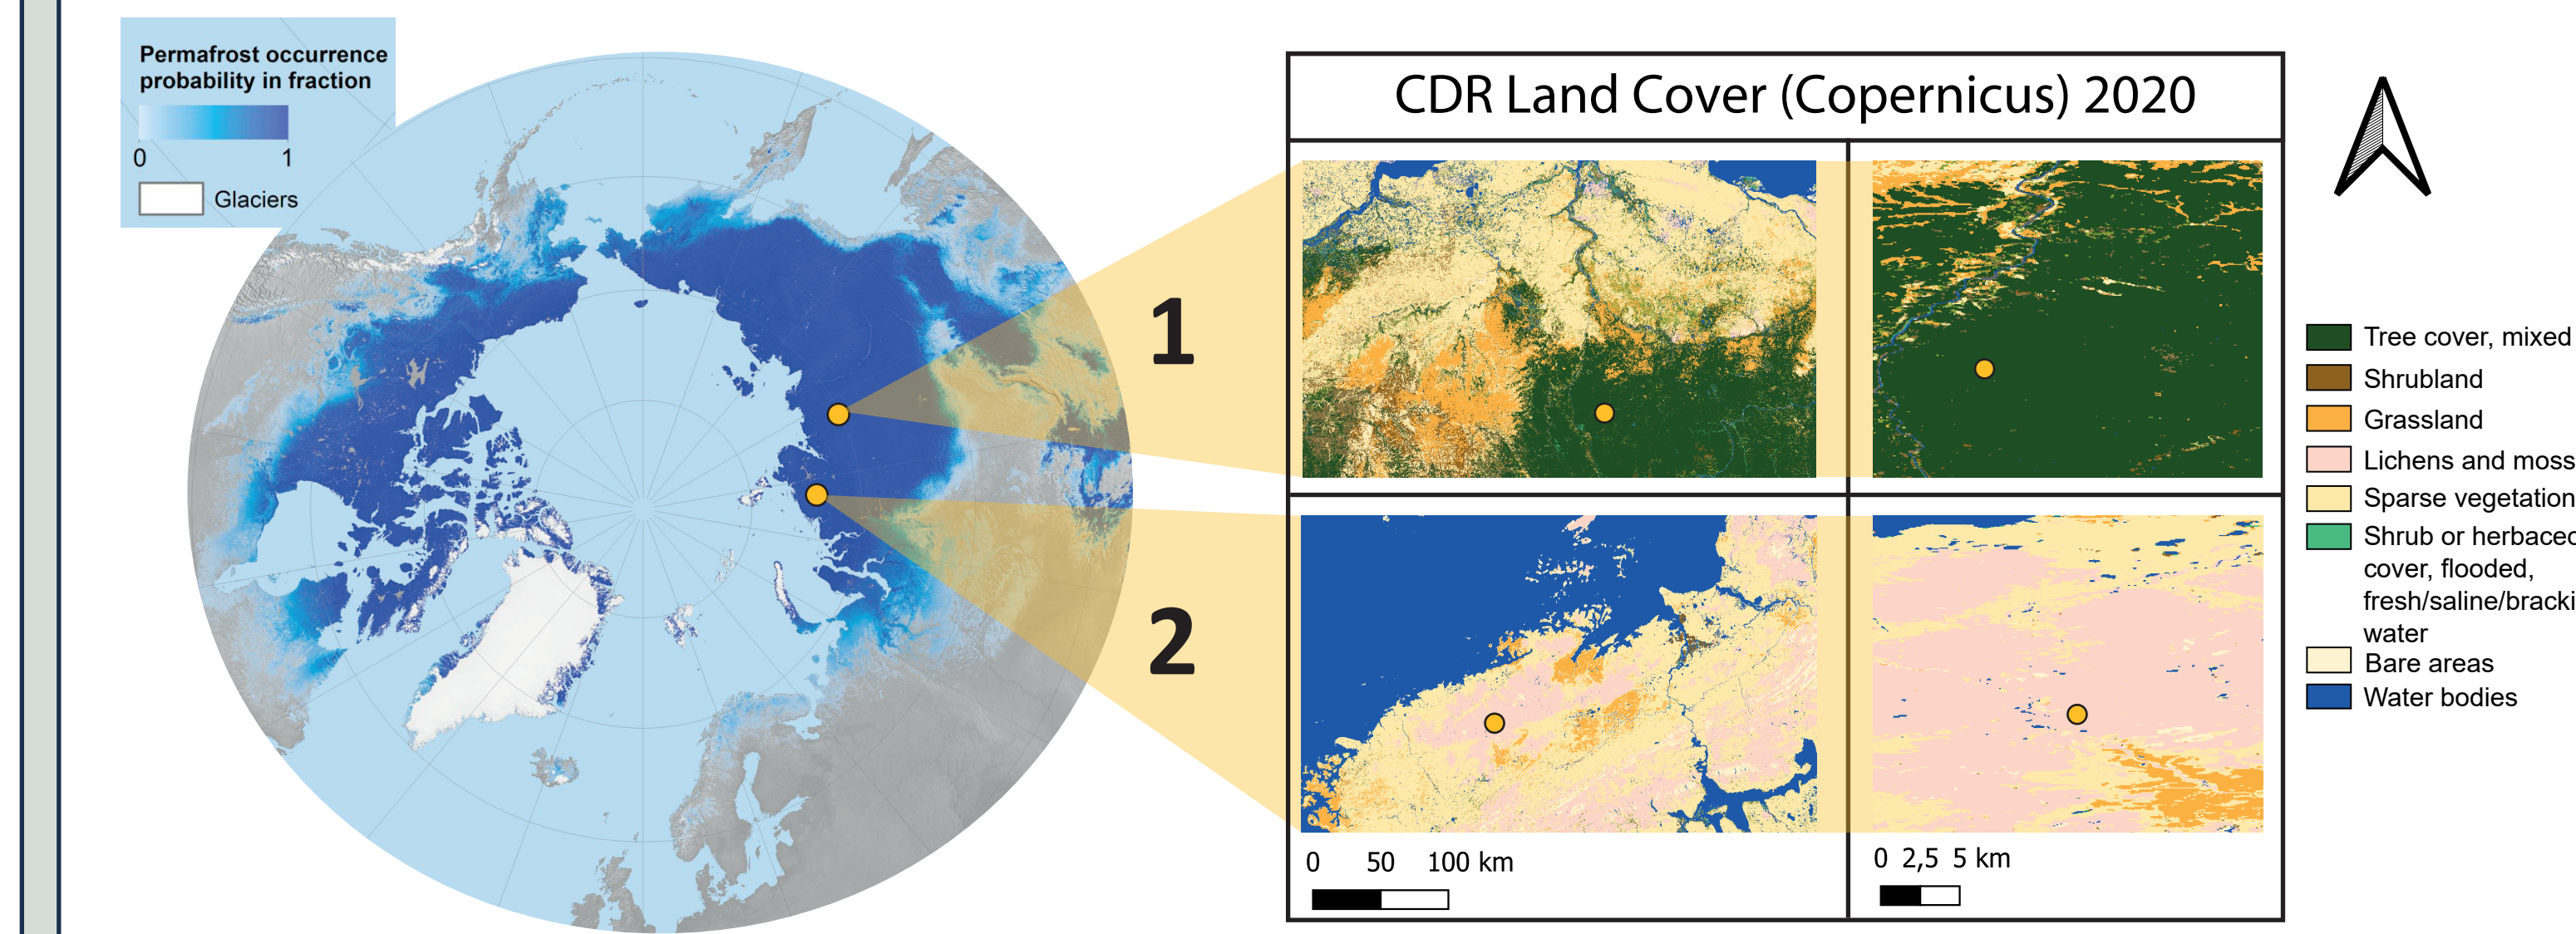 Permafrost occurrence
probability in fraction
0 1
Glaciers
CDR Land Cover (Copernicus) 2020
1
2
0 50 100 km
0 2,5 5 km
Tree cover, mixed
Shrubland
Grassland
Lichens and moss
Sparse vegetation
Shrub or herbaceo
cover, flooded,
fresh/saline/bracki
water
Bare areas
Water bodies